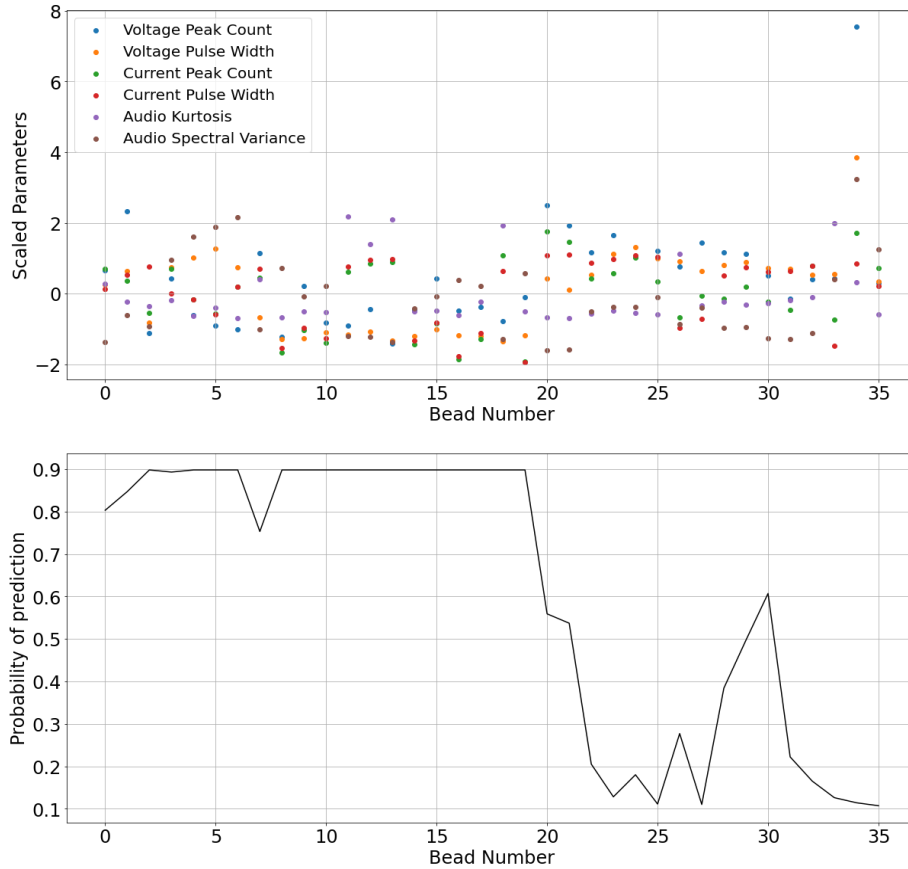 8
6
4
2
0
−2
Scaled Parameters
Voltage Peak Count
Voltage Pulse Width
Current Peak Count
Current Pulse Width
Audio Kurtosis
Audio Spectral Variance
0 5 10 15 20 25 30 35
Bead Number
0.9
0.8
0.7
0.6
0.5
0.4
0.3
0.2
0.1
Probability of prediction
0 5 10 15 20 25 30 35
Bead Number